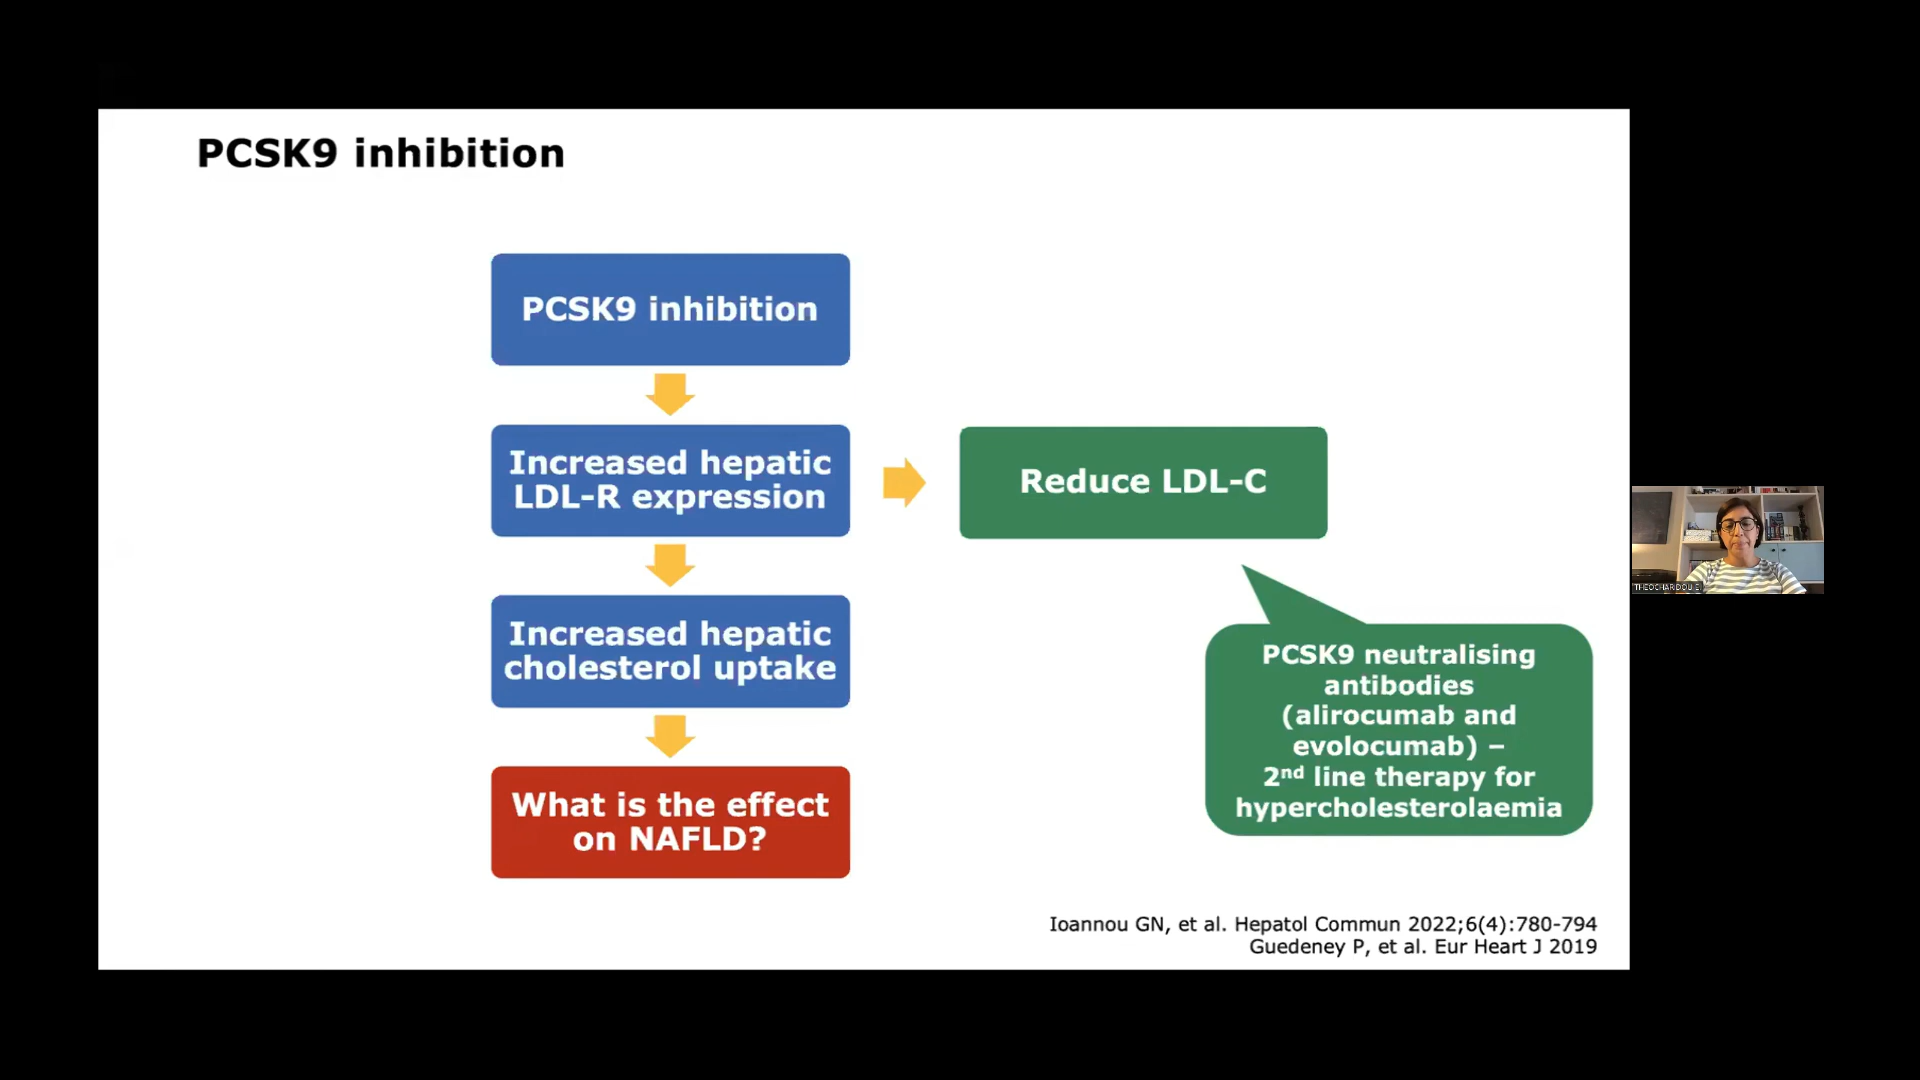 PCSK9 inhibition
PCSK9 inhibition
Increased hepatic
LDL-R expression
Reduce LDL-C
Increased hepatic
cholesterol uptake
PCSK9 neutralising
antibodies
(alirocumab and
evolocumab) –
2nd line therapy for
hypercholesterolaemia
What is the effect
on NAFLD?
Ioannou GN, et al. Hepatol Commun 2022;6(4):780-794
Guedeney P, et al. Eur Heart J 2019